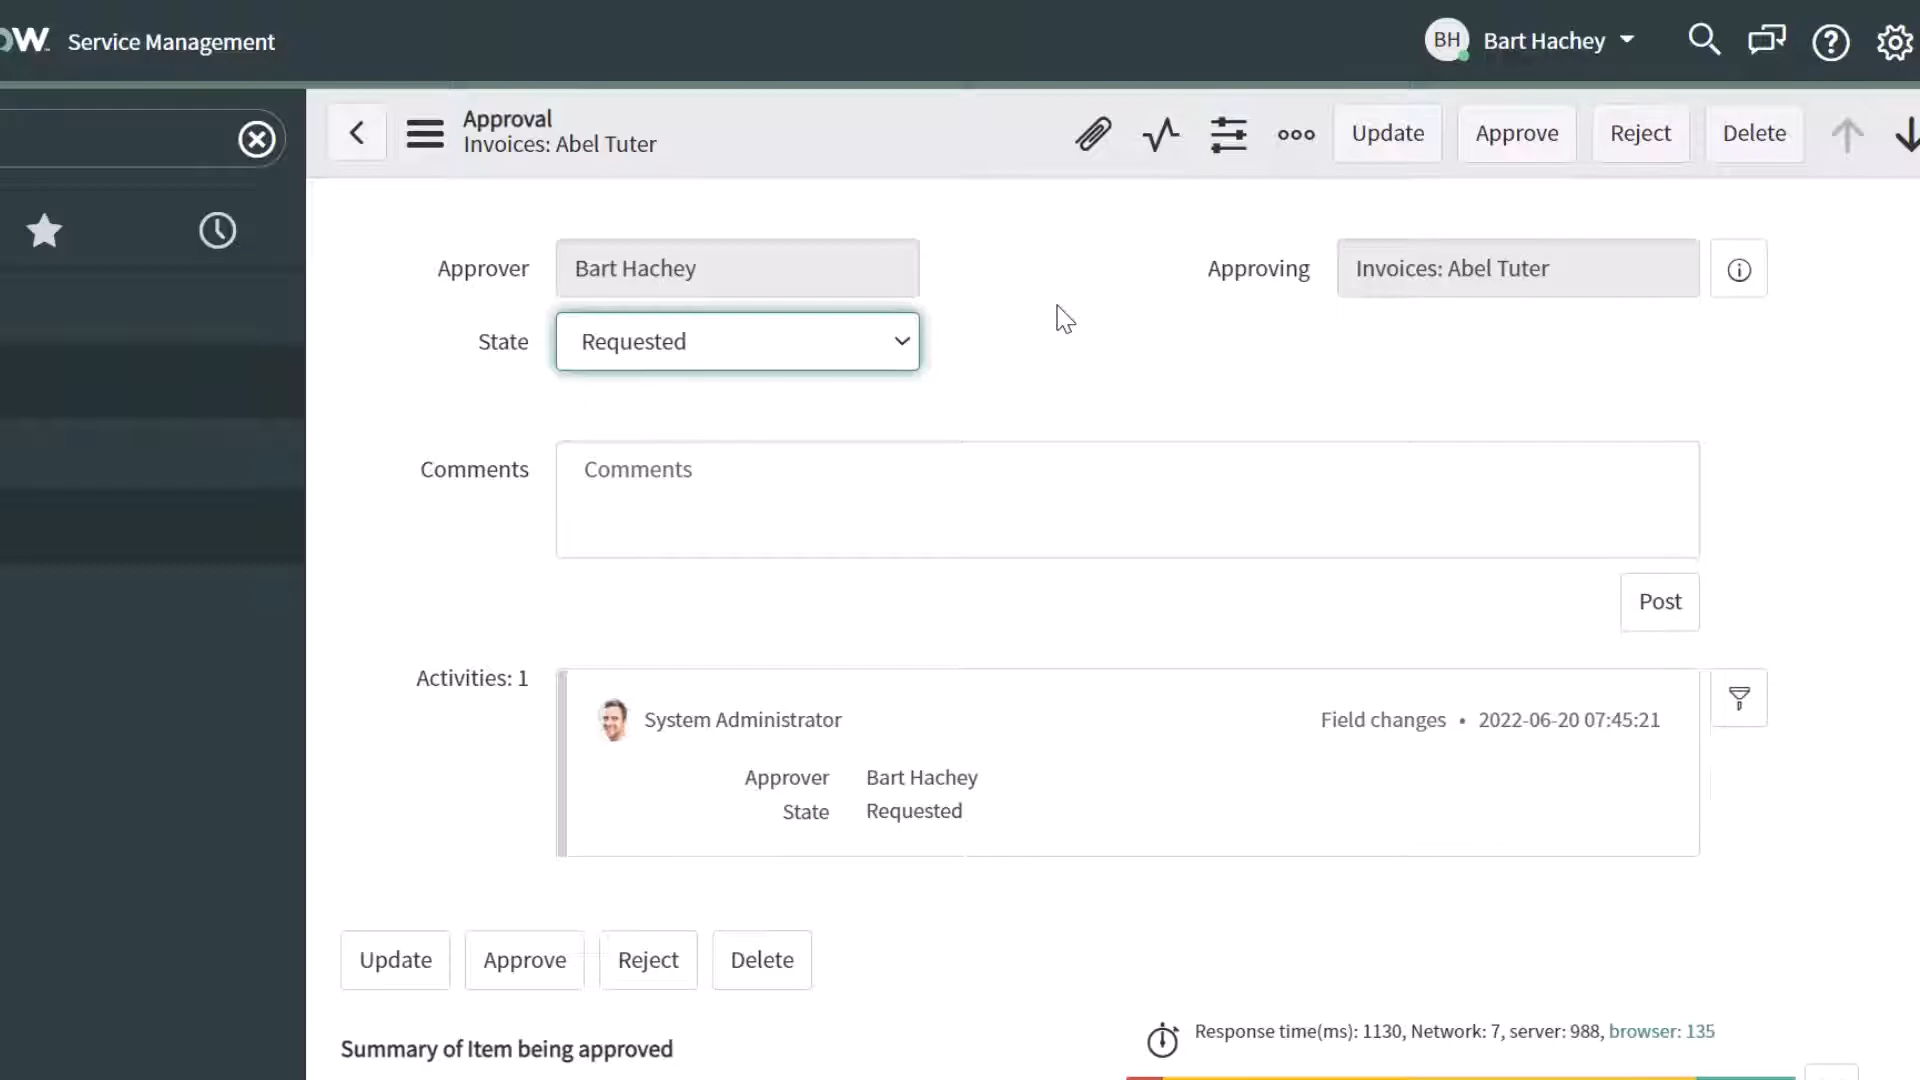 ow Service Management
BH Bart Hachey
Approval
Invoices: Abel Tuter
Update Approve Reject Delete
Approver Bart Hachey
Approving Invoices: Abel Tuter
State Requested
Comments Comments
Post
Activities: 1
System Administrator Field changes • 2022-06-20 07:45:21
Approver Bart Hachey
State Requested
Update Approve Reject Delete
Response time(ms): 1130, Network: 7, server: 988, browser: 135
Summary of Item being approved